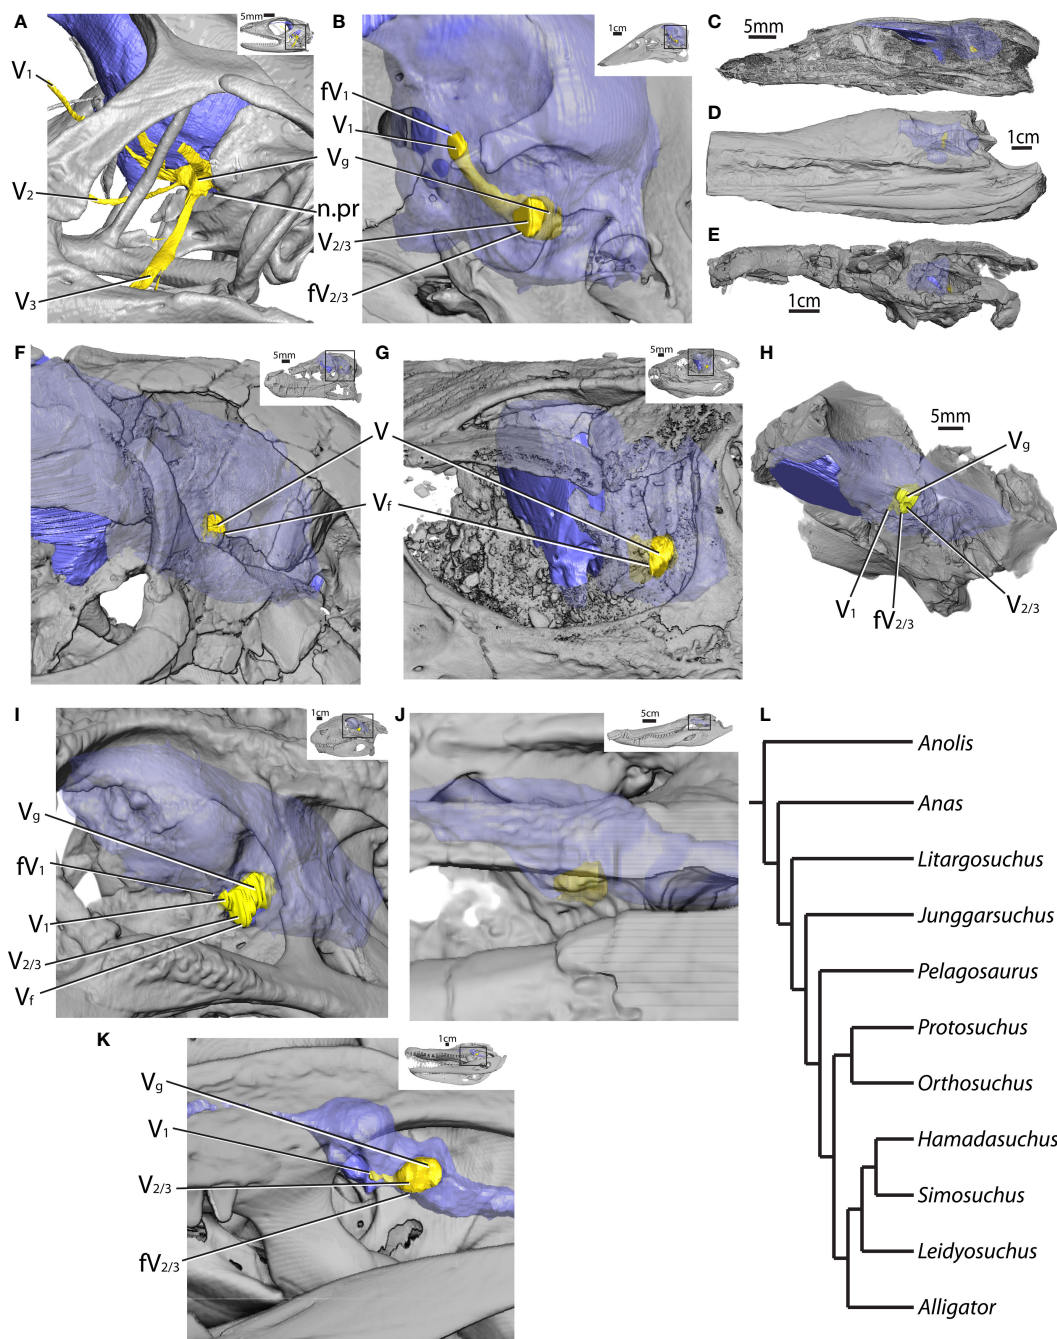 A
5mm
V1
V2
V3
B
1cm
fV1
V1
Vg
n.pr
V2/3
fV2/3
C
5mm
D
1cm
E
1cm
F
5mm
G
5mm
V
Vf
H
5mm
Vg
V1
fV2/3
V2/3
I
1cm
Vg
fV1
V1
V2/3
Vf
J
5cm
K
1cm
Vg
V1
V2/3
fV2/3
L
Anolis
Anas
Litargosuchus
Junggarsuchus
Pelagosaurus
Protosuchus
Orthosuchus
Hamadasuchus
Simosuchus
Leidyosuchus
Alligator